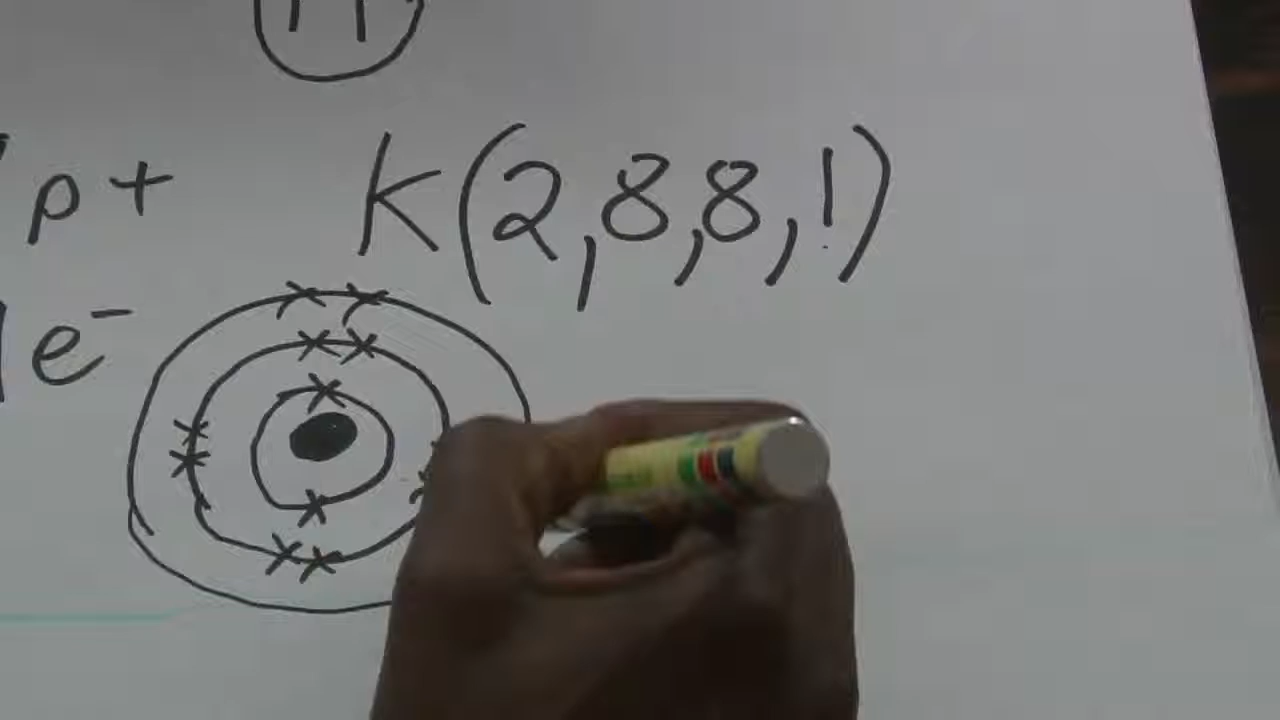 p+ K(2,8,8,1)
e⁻